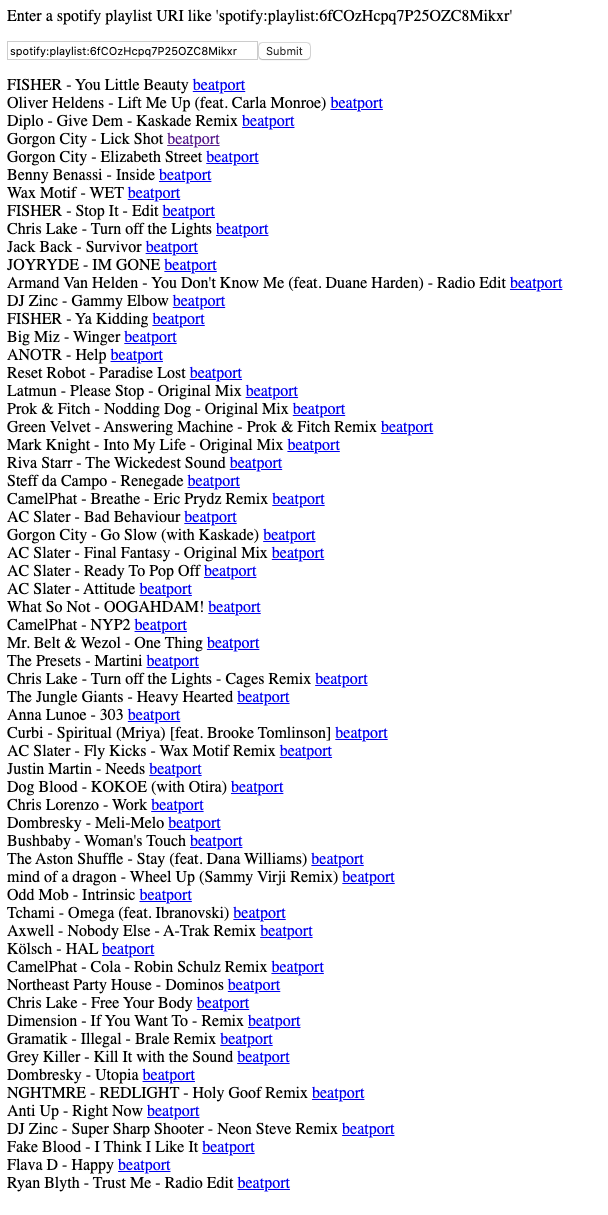 Enter a spotify playlist URI like 'spotify:playlist:6fCOzHcpq7P25OZC8Mikxr'
spotify:playlist:6fCOzHcpq7P25OZC8Mikxr Submit
FISHER - You Little Beauty beatport
Oliver Heldens - Lift Me Up (feat. Carla Monroe) beatport
Diplo - Give Dem - Kaskade Remix beatport
Gorgon City - Lick Shot beatport
Gorgon City - Elizabeth Street beatport
Benny Benassi - Inside beatport
Wax Motif - WET beatport
FISHER - Stop It - Edit beatport
Chris Lake - Turn off the Lights beatport
Jack Back - Survivor beatport
JOYRYDE - IM GONE beatport
Armand Van Helden - You Don't Know Me (feat. Duane Harden) - Radio Edit beatport
DJ Zinc - Gammy Elbow beatport
FISHER - Ya Kidding beatport
Big Miz - Winger beatport
ANOTR - Help beatport
Reset Robot - Paradise Lost beatport
Latmun - Please Stop - Original Mix beatport
Prok & Fitch - Nodding Dog - Original Mix beatport
Green Velvet - Answering Machine - Prok & Fitch Remix beatport
Mark Knight - Into My Life - Original Mix beatport
Riva Starr - The Wickedest Sound beatport
Steff da Campo - Renegade beatport
CamelPhat - Breathe - Eric Prydz Remix beatport
AC Slater - Bad Behaviour beatport
Gorgon City - Go Slow (with Kaskade) beatport
AC Slater - Final Fantasy - Original Mix beatport
AC Slater - Ready To Pop Off beatport
AC Slater - Attitude beatport
What So Not - OOGAHDAM! beatport
CamelPhat - NYP2 beatport
Mr. Belt & Wezol - One Thing beatport
The Presets - Martini beatport
Chris Lake - Turn off the Lights - Cages Remix beatport
The Jungle Giants - Heavy Hearted beatport
Anna Lunoe - 303 beatport
Curbi - Spiritual (Mriya) [feat. Brooke Tomlinson] beatport
AC Slater - Fly Kicks - Wax Motif Remix beatport
Justin Martin - Needs beatport
Dog Blood - KOKOE (with Otira) beatport
Chris Lorenzo - Work beatport
Dombresky - Meli-Melo beatport
Bushbaby - Woman's Touch beatport
The Aston Shuffle - Stay (feat. Dana Williams) beatport
mind of a dragon - Wheel Up (Sammy Virji Remix) beatport
Odd Mob - Intrinsic beatport
Tchami - Omega (feat. Ibranovski) beatport
Axwell - Nobody Else - A-Trak Remix beatport
Kölsch - HAL beatport
CamelPhat - Cola - Robin Schulz Remix beatport
Northeast Party House - Dominos beatport
Chris Lake - Free Your Body beatport
Dimension - If You Want To - Remix beatport
Gramatik - Illegal - Brale Remix beatport
Grey Killer - Kill It with the Sound beatport
Dombresky - Utopia beatport
NGHTMRE - REDLIGHT - Holy Goof Remix beatport
Anti Up - Right Now beatport
DJ Zinc - Super Sharp Shooter - Neon Steve Remix beatport
Fake Blood - I Think I Like It beatport
Flava D - Happy beatport
Ryan Blyth - Trust Me - Radio Edit beatport